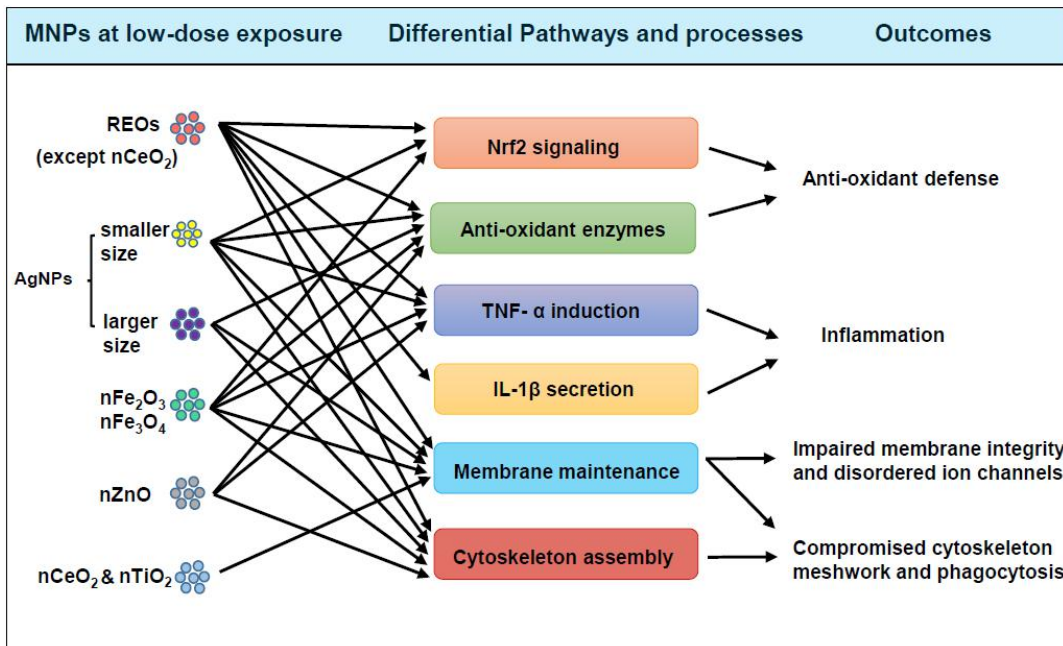 MNPs at low-dose exposure
Differential Pathways and processes
Outcomes
REOs
(except nCeO₂)
AgNPs
smaller
size
larger
size
nFe₂O₃
nFe₃O₄
nZnO
nCeO₂ & nTiO₂
Nrf2 signaling
Anti-oxidant enzymes
TNF- α induction
IL-1β secretion
Membrane maintenance
Cytoskeleton assembly
Anti-oxidant defense
Inflammation
Impaired membrane integrity
and disordered ion channels
Compromised cytoskeleton
meshwork and phagocytosis